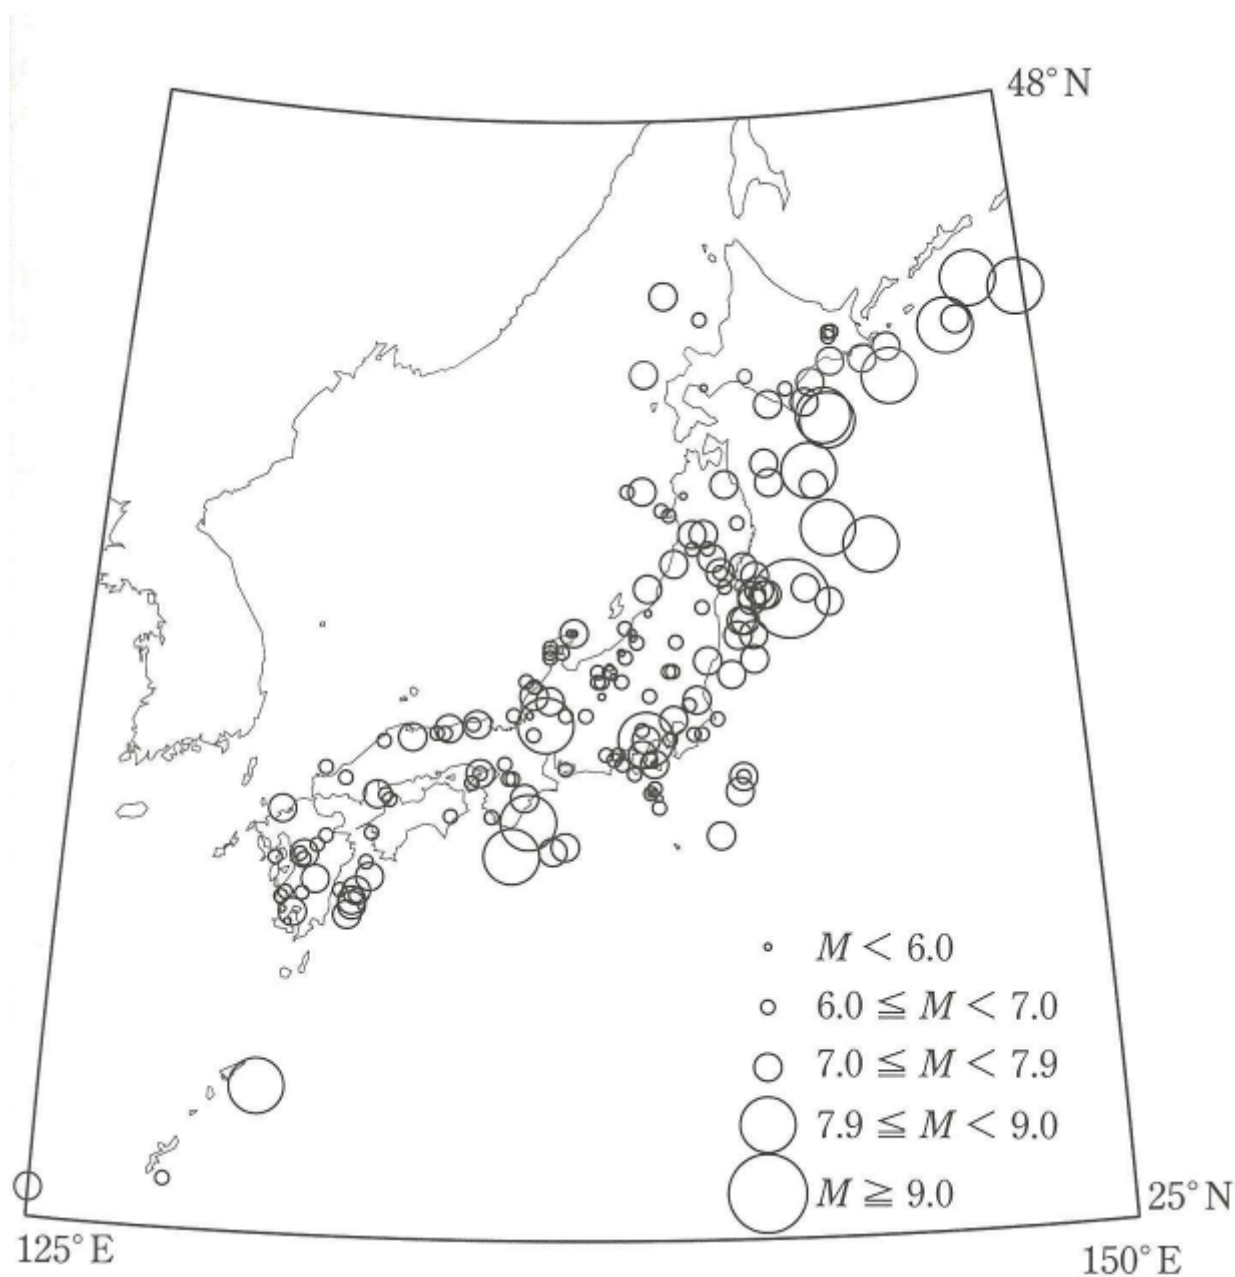 48°N
M < 6.0
6.0 ≦ M < 7.0
7.0 ≦ M < 7.9
7.9 ≦ M < 9.0
M ≧ 9.0
25°N
125°E
150°E